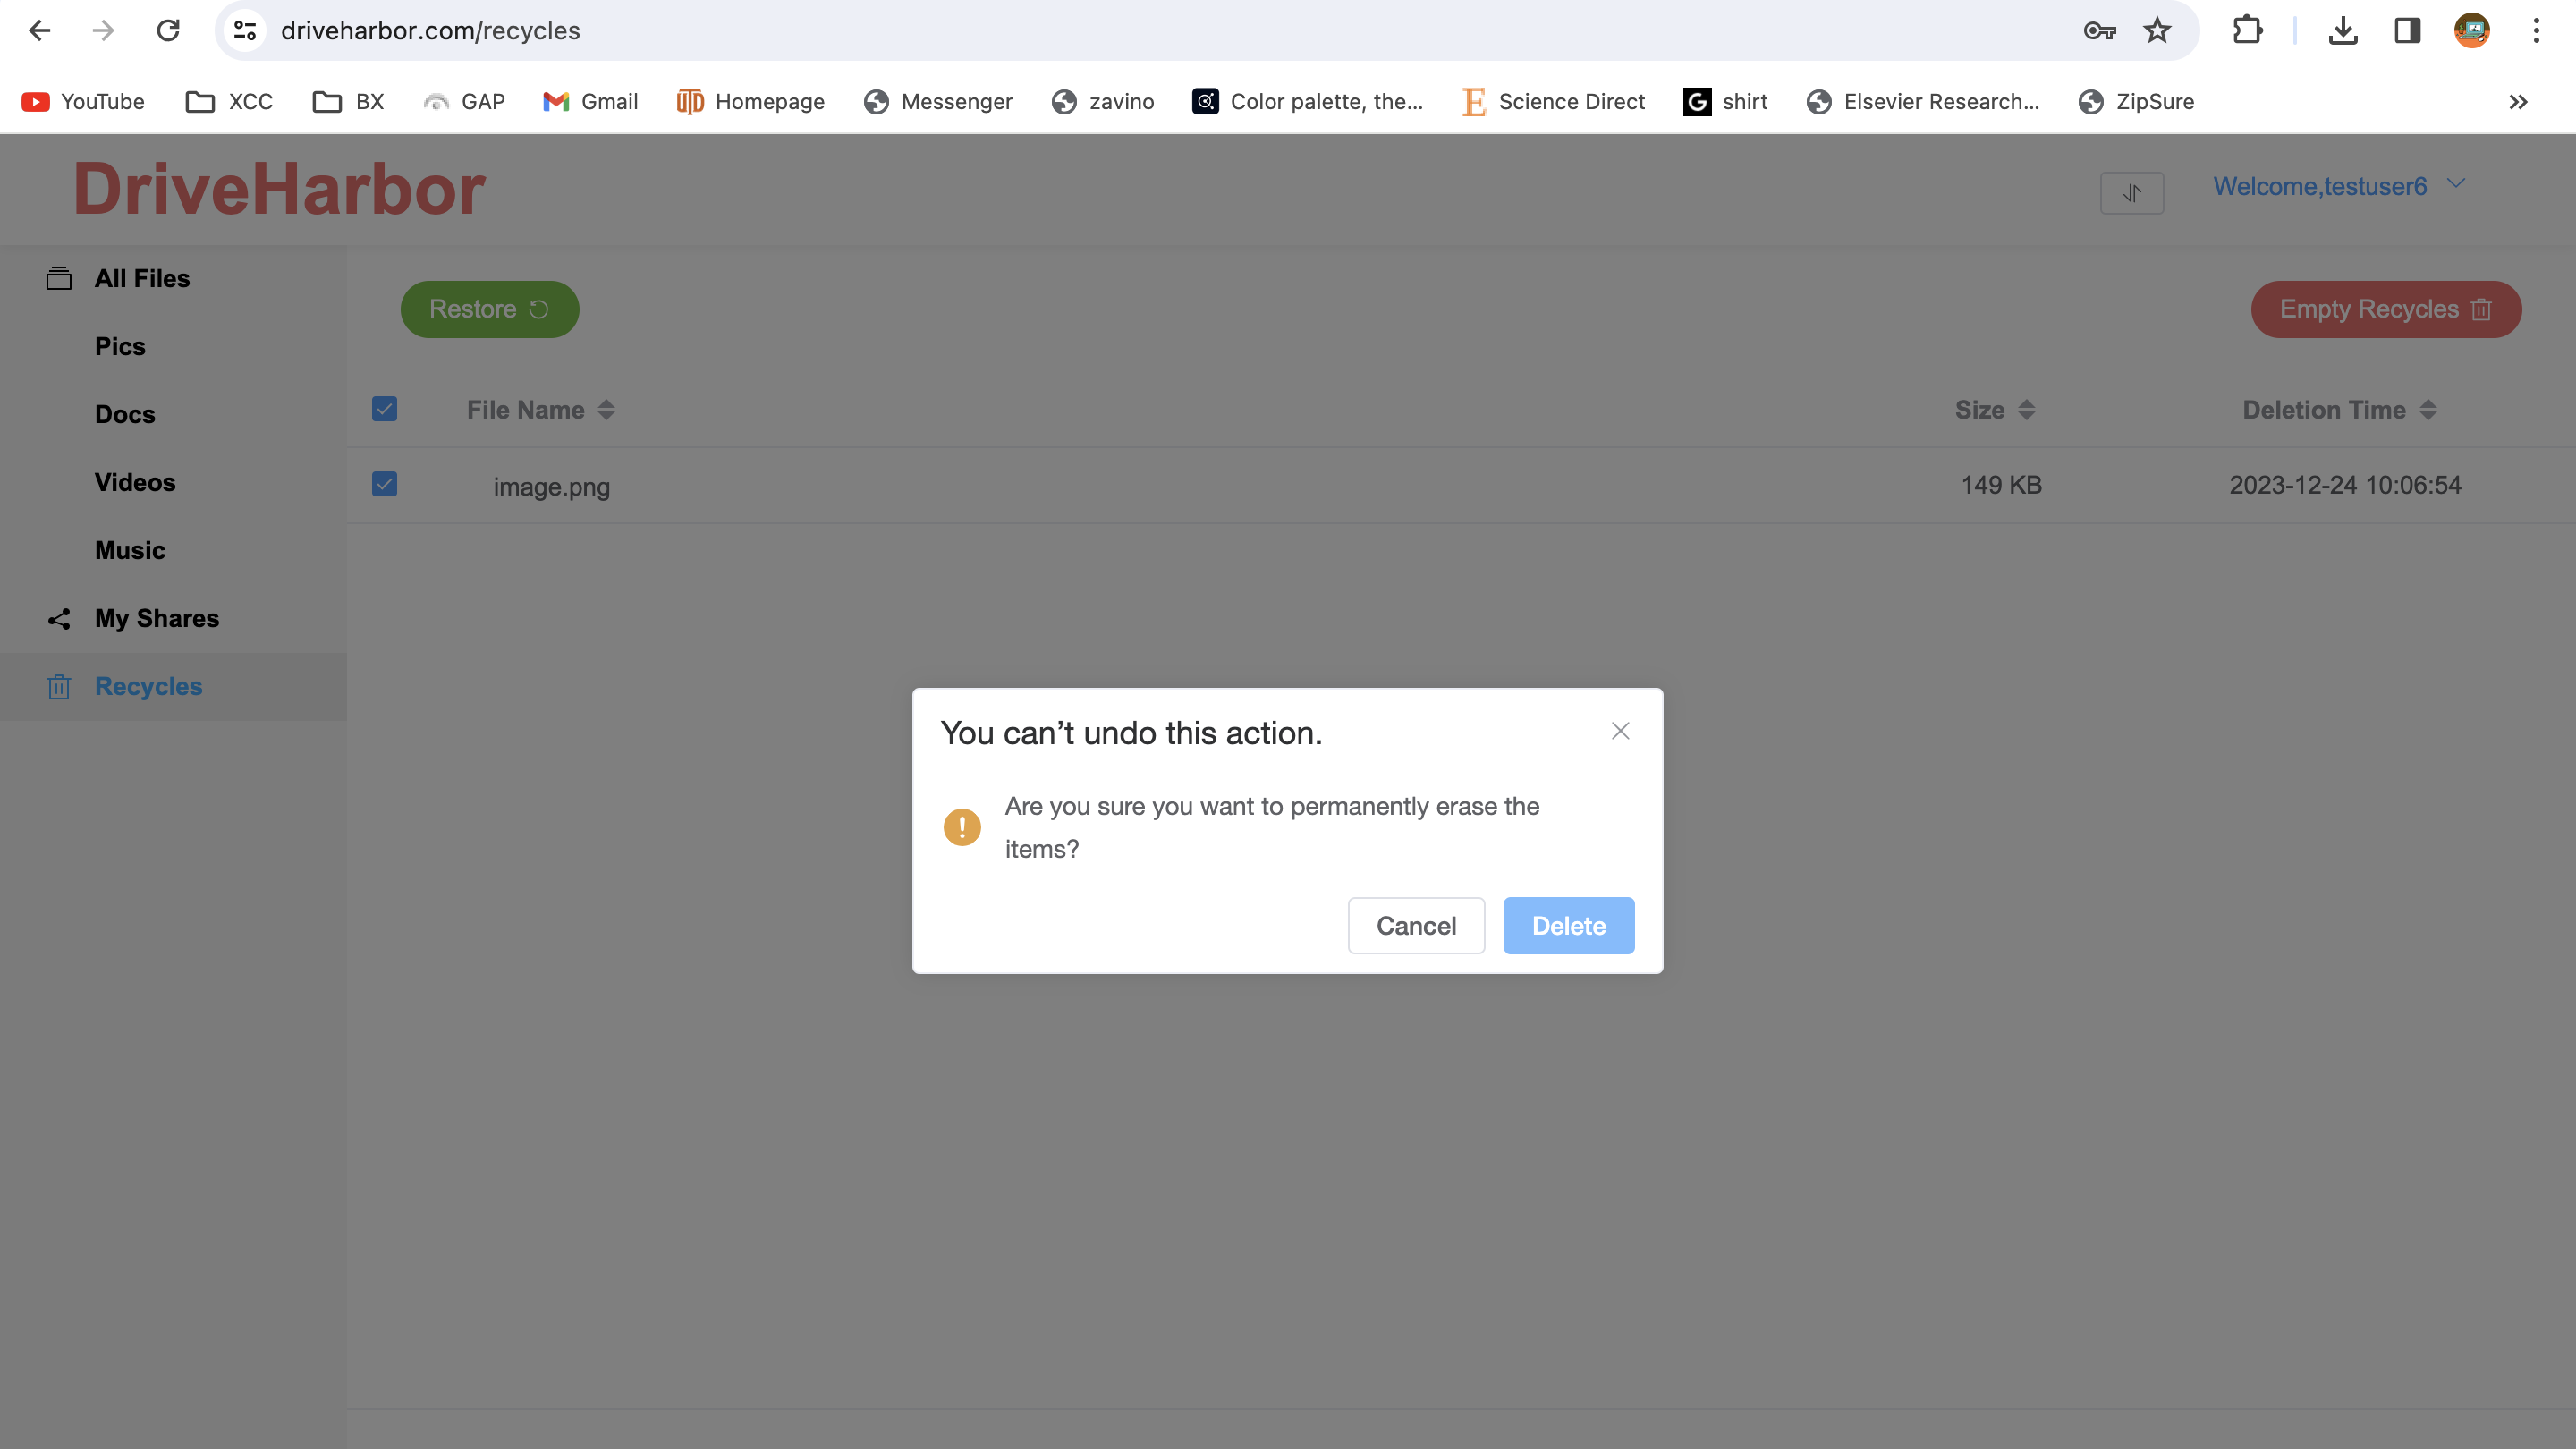 driveharbor.com/recycles
YouTube XCC BX GAP Gmail Homepage Messenger zavino Color palette, the... Science Direct shirt Elsevier Research... ZipSure
DriveHarbor
Welcome,testuser6
All Files
Pics
Docs
Videos
Music
My Shares
Recycles
Restore
Empty Recycles
File Name Size Deletion Time
image.png 149 KB 2023-12-24 10:06:54
You can’t undo this action.
Are you sure you want to permanently erase the
items?
Cancel Delete